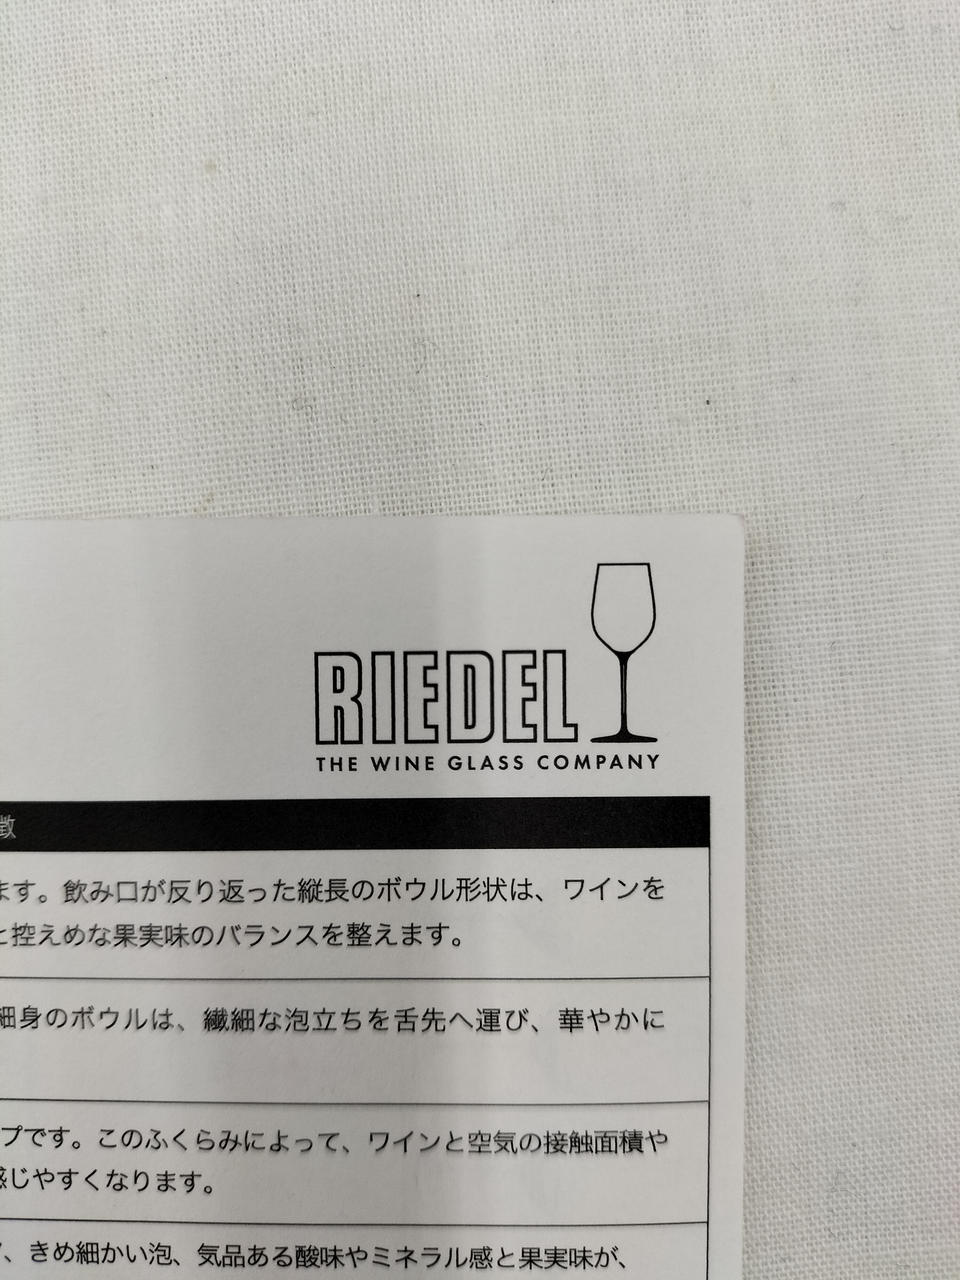 RIEDEL
THE WINE GLASS COMPANY
徴
ます。飲み口が反り返った縦長のボウル形状は、ワインを
と控えめな果実味のバランスを整えます。
細身のボウルは、繊細な泡立ちを舌先へ運び、華やかに
プです。このふくらみによって、ワインと空気の接触面積や
感じやすくなります。
、きめ細かい泡、気品ある酸味やミネラル感と果実味が、